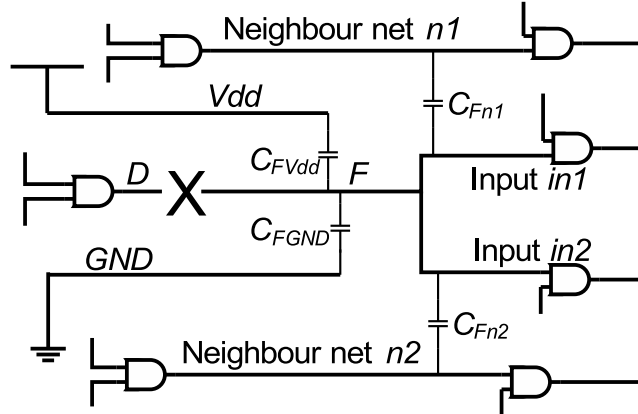 Neighbour net n1
Vdd
CFn1
CFVdd
D
X
F
Input in1
CFGND
GND
Input in2
CFn2
Neighbour net n2